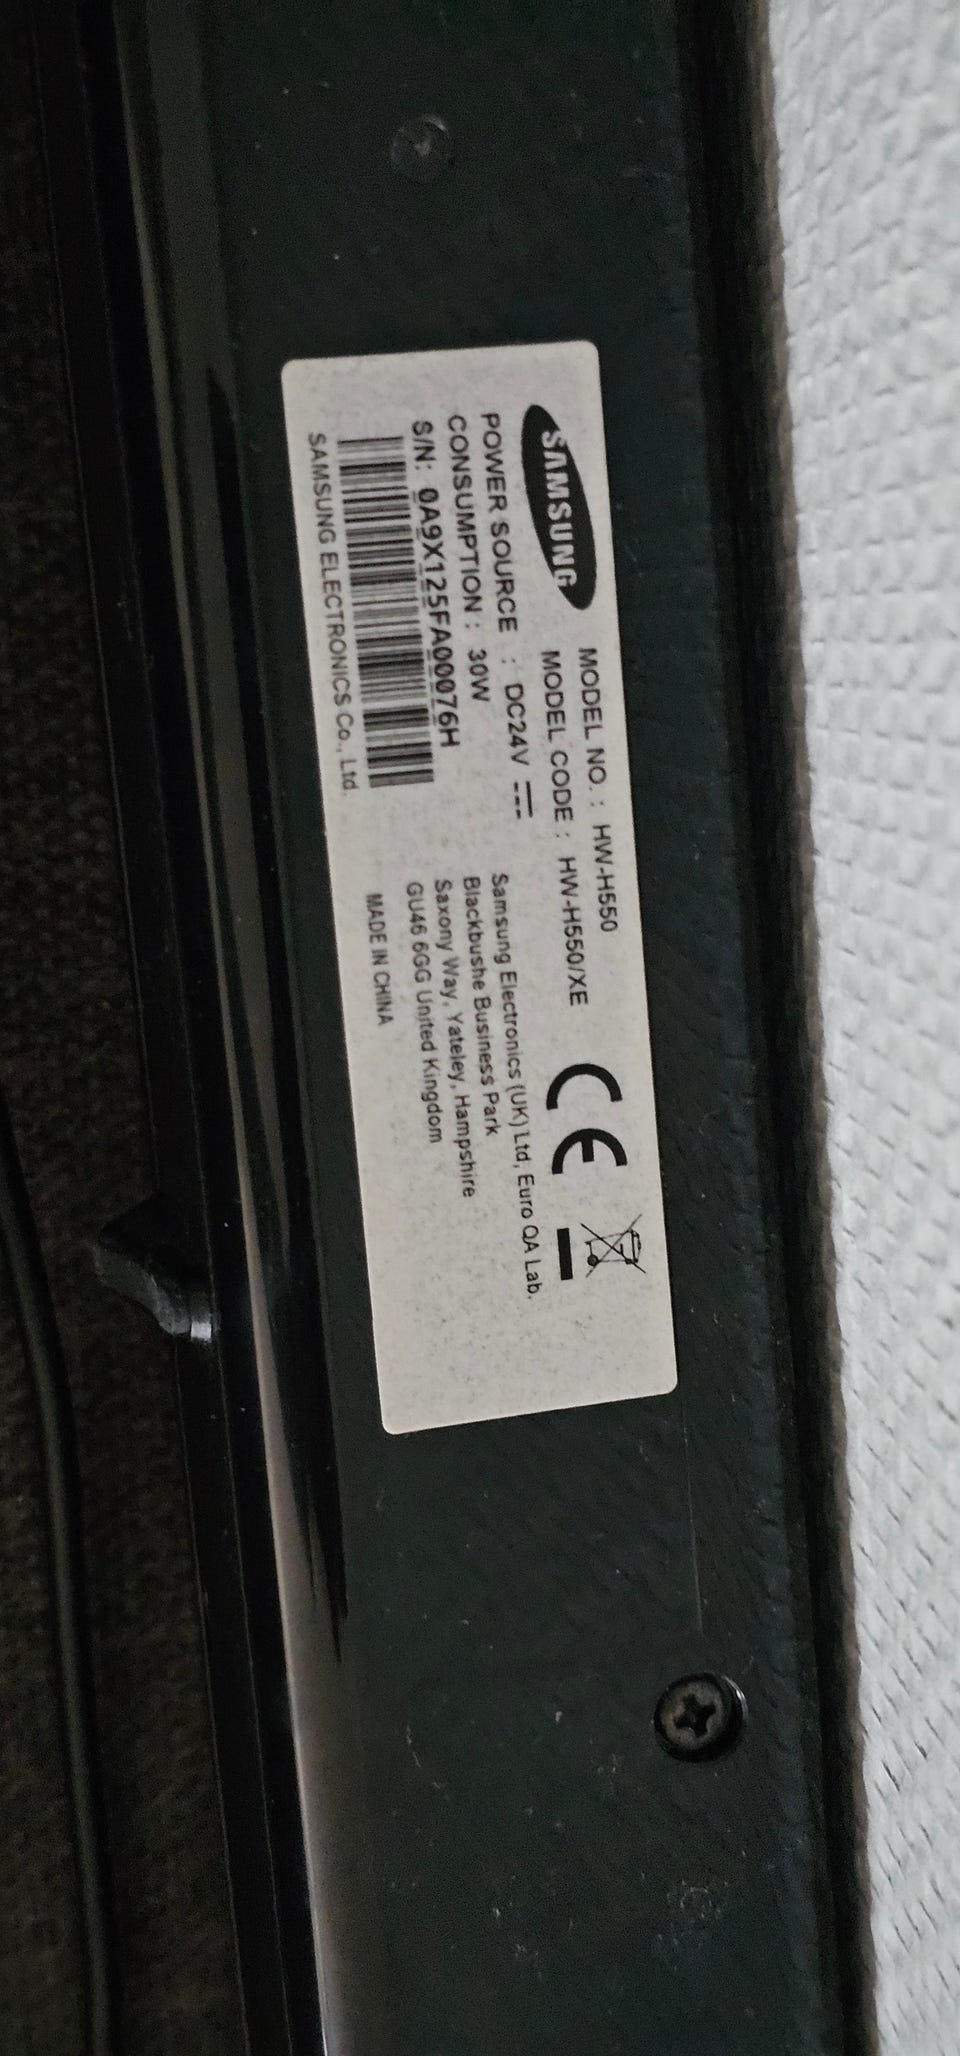 SAMSUNG
MODEL NO. : HW-H550
MODEL CODE : HW-H550/XE
POWER SOURCE : DC24V
CONSUMPTION : 30W
S/N: 0A9X125FA00076H
SAMSUNG ELECTRONICS Co., Ltd.
CE
Samsung Electronics (UK) Ltd, Euro QA Lab.
Blackbushe Business Park
Saxony Way, Yateley, Hampshire
GU46 6GG United Kingdom
MADE IN CHINA